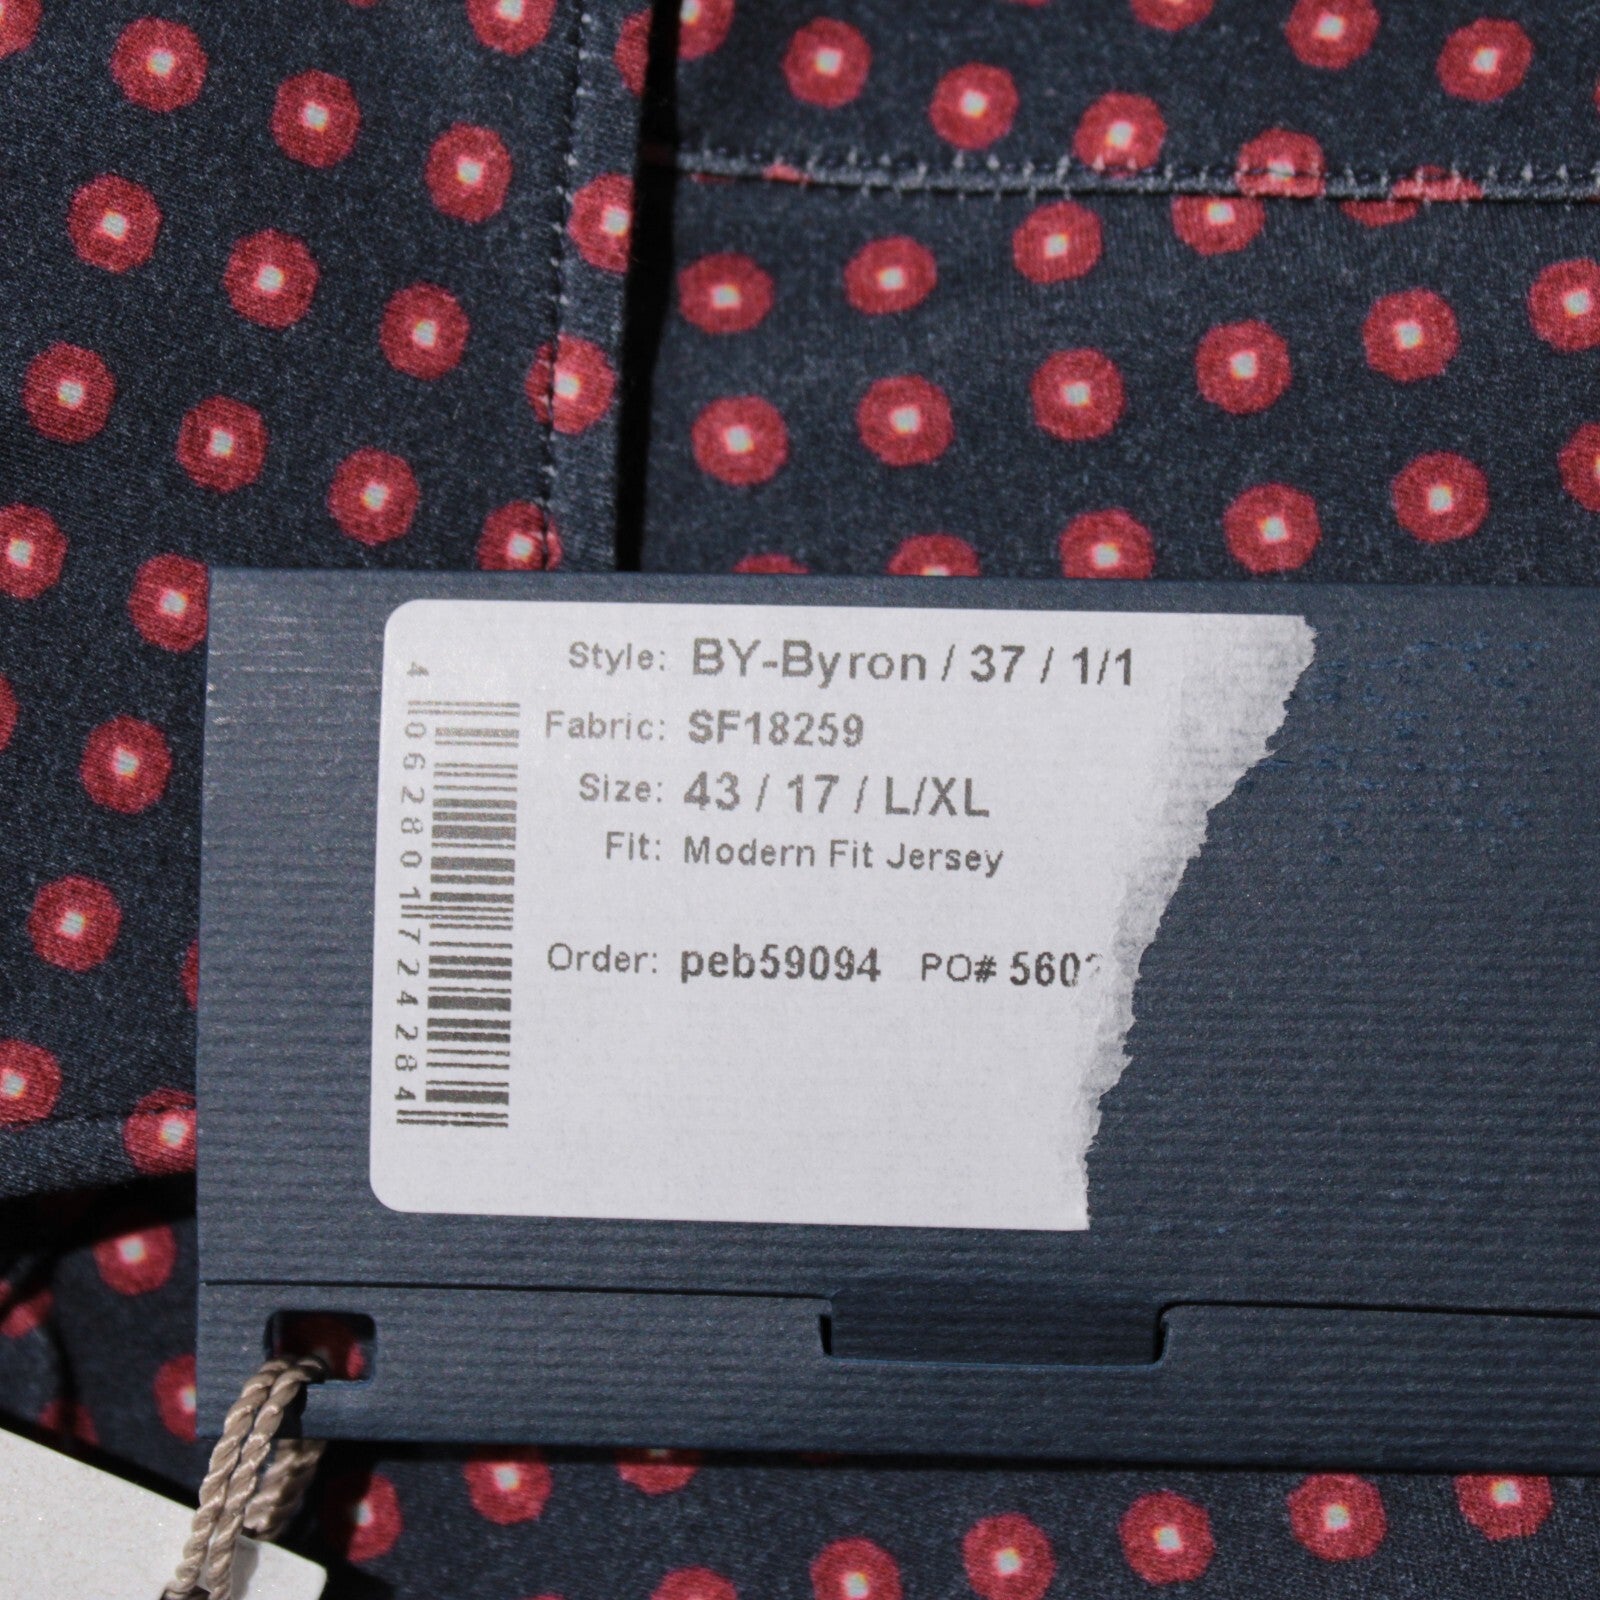 Style: BY-Byron / 37 / 1/1
Fabric: SF18259
Size: 43 / 17 / L/XL
Fit: Modern Fit Jersey
Order: peb59094 PO# 560
4062801724284